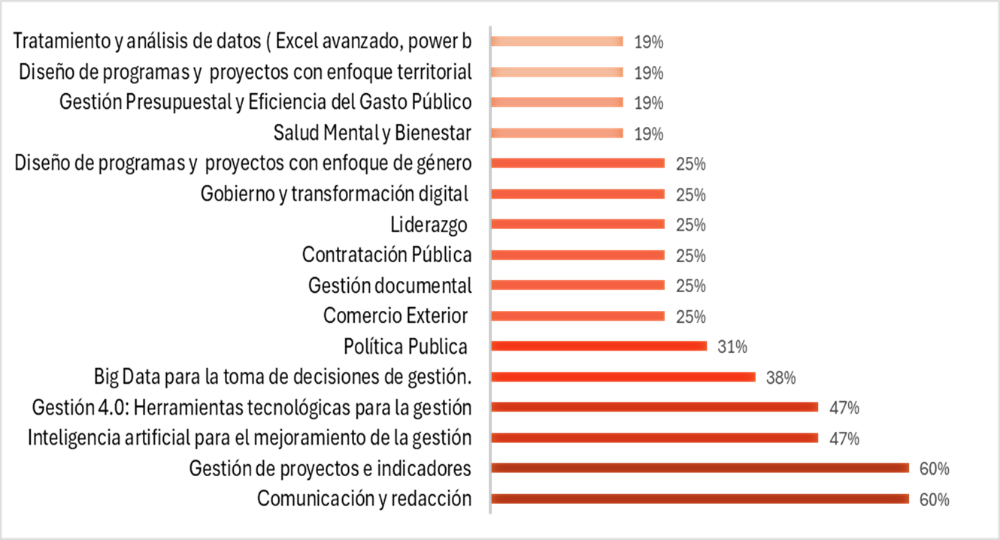 Tratamiento y análisis de datos ( Excel avanzado, power b 19%
Diseño de programas y proyectos con enfoque territorial 19%
Gestión Presupuestal y Eficiencia del Gasto Público 19%
Salud Mental y Bienestar 19%
Diseño de programas y proyectos con enfoque de género 25%
Gobierno y transformación digital 25%
Liderazgo 25%
Contratación Pública 25%
Gestión documental 25%
Comercio Exterior 25%
Política Publica 31%
Big Data para la toma de decisiones de gestión. 38%
Gestión 4.0: Herramientas tecnológicas para la gestión 47%
Inteligencia artificial para el mejoramiento de la gestión 47%
Gestión de proyectos e indicadores 60%
Comunicación y redacción 60%